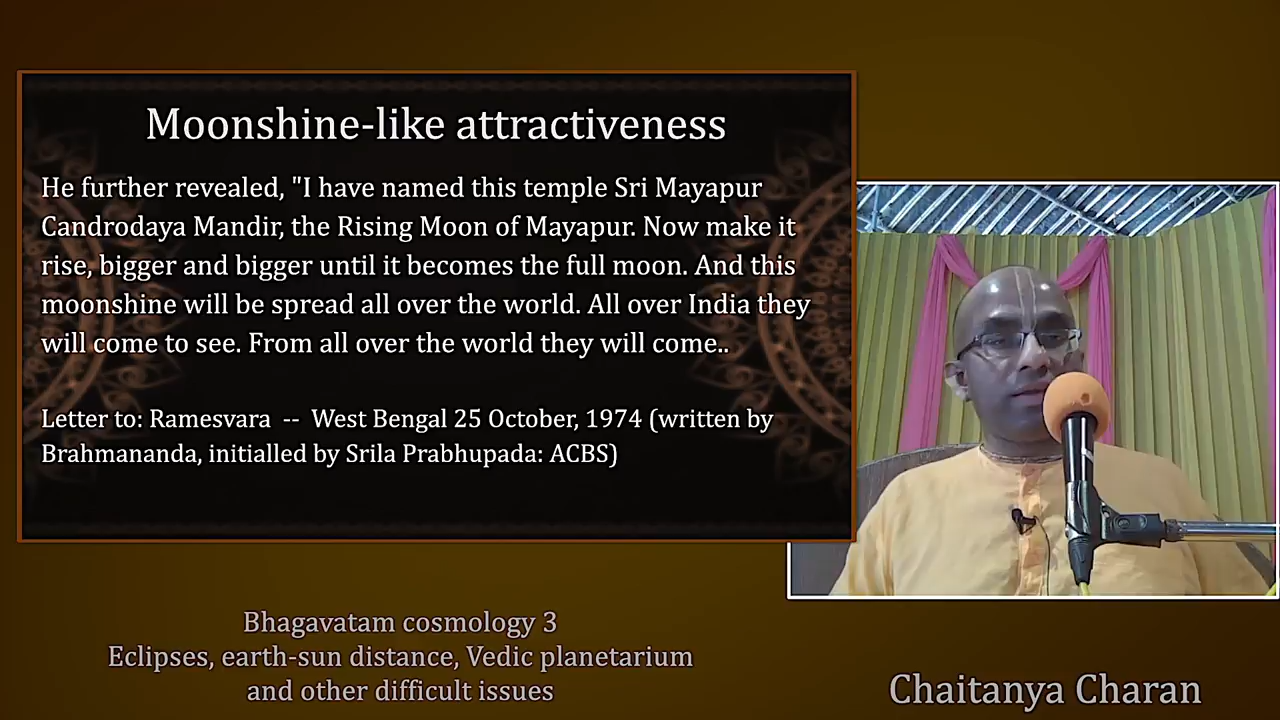 Moonshine-like attractiveness
He further revealed, "I have named this temple Sri Mayapur
Candrodaya Mandir, the Rising Moon of Mayapur. Now make it
rise, bigger and bigger until it becomes the full moon. And this
moonshine will be spread all over the world. All over India they
will come to see. From all over the world they will come..
Letter to: Ramesvara -- West Bengal 25 October, 1974 (written by
Brahmananda, initialled by Srila Prabhupada: ACBS)
Bhagavatam cosmology 3
Eclipses, earth-sun distance, Vedic planetarium
and other difficult issues
Chaitanya Charan